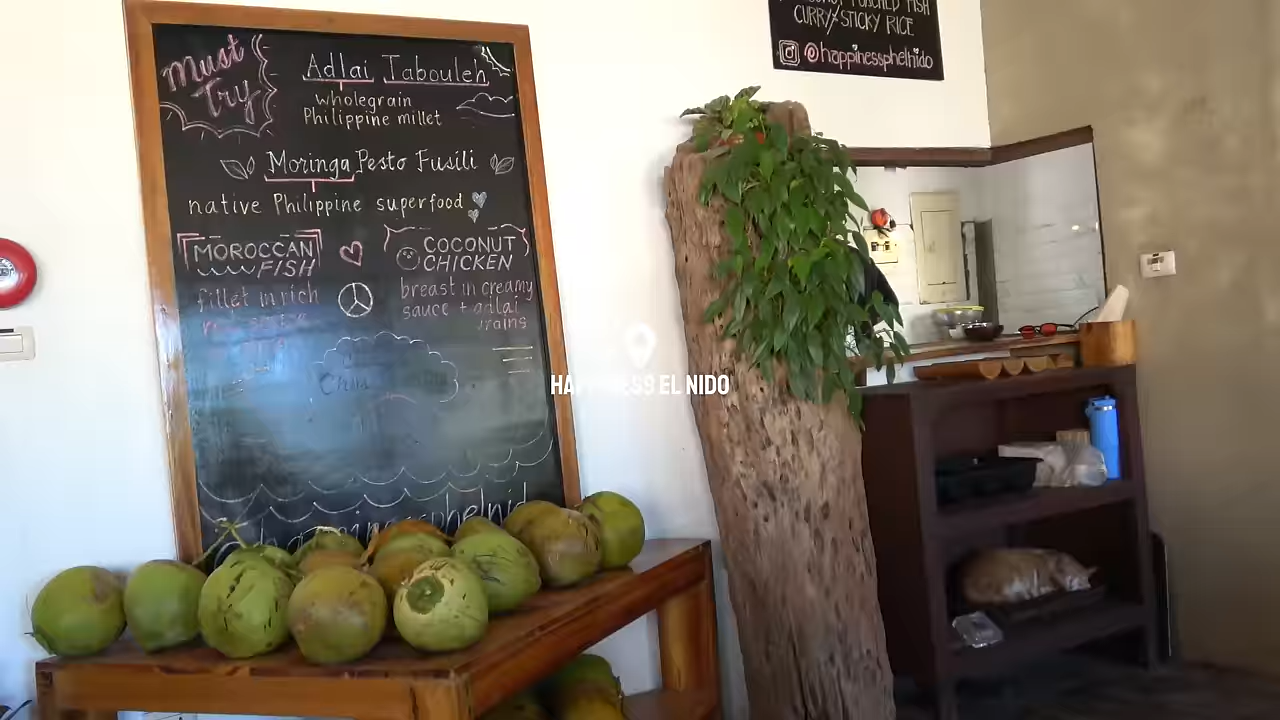 Must Try
Adlai Tabouleh
wholegrain
Philippine millet
Moringa Pesto Fusili
native Philippine superfood
MOROCCAN
FISH
fillet in rich
COCONUT
CHICKEN
breast in creamy
sauce + adlai
grains
CURRY + STICKY RICE
@happinessphelnido
HAPPINESS EL NIDO